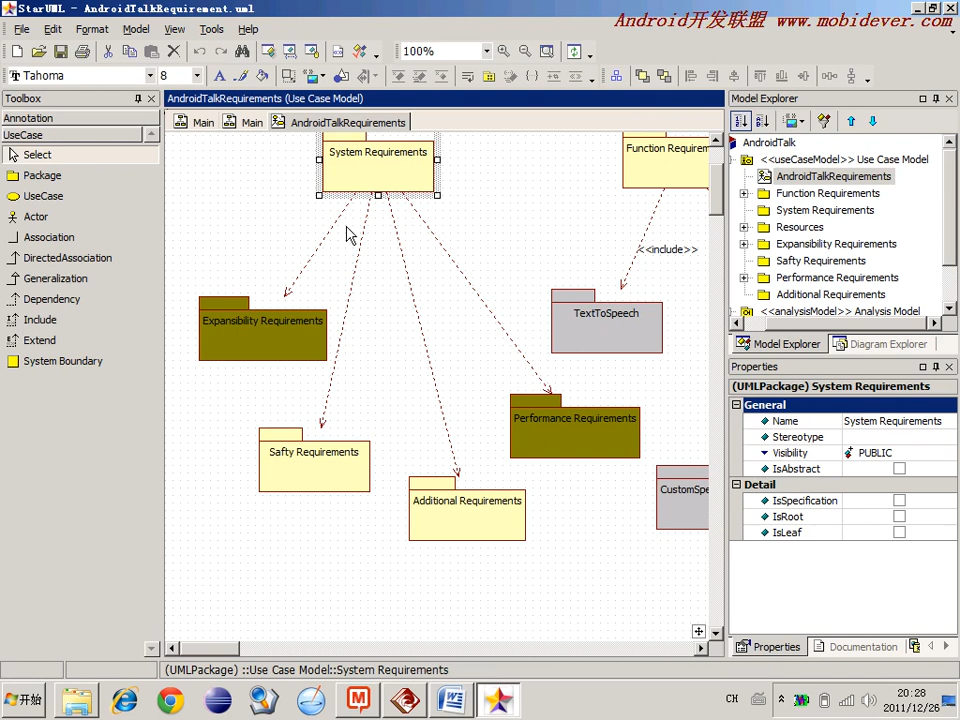 StarUML - AndroidTalkRequirement.uml
Android开发联盟 www.mobidever.com
File Edit Format Model View Tools Help
100%
Tahoma 8
Toolbox
AndroidTalkRequirements (Use Case Model)
Model Explorer
Annotation
UseCase
Select
Package
UseCase
Actor
Association
DirectedAssociation
Generalization
Dependency
Include
Extend
System Boundary
Main
Main
AndroidTalkRequirements
System Requirements
Function Requirem
<<include>>
Expansibility Requirements
TextToSpeech
Performance Requirements
Safty Requirements
CustomSpe
Additional Requirements
AndroidTalk
<<useCaseModel>> Use Case Model
AndroidTalkRequirements
Function Requirements
System Requirements
Resources
Expansibility Requirements
Safty Requirements
Performance Requirements
Additional Requirements
<<analysisModel>> Analysis Model
Model Explorer
Diagram Explorer
Properties
(UMLPackage) System Requirements
General
Name System Requirements
Stereotype
Visibility PUBLIC
IsAbstract
Detail
IsSpecification
IsRoot
IsLeaf
Properties
Documentation
(UMLPackage) ::Use Case Model::System Requirements
开始
CH
20:28
2011/12/26